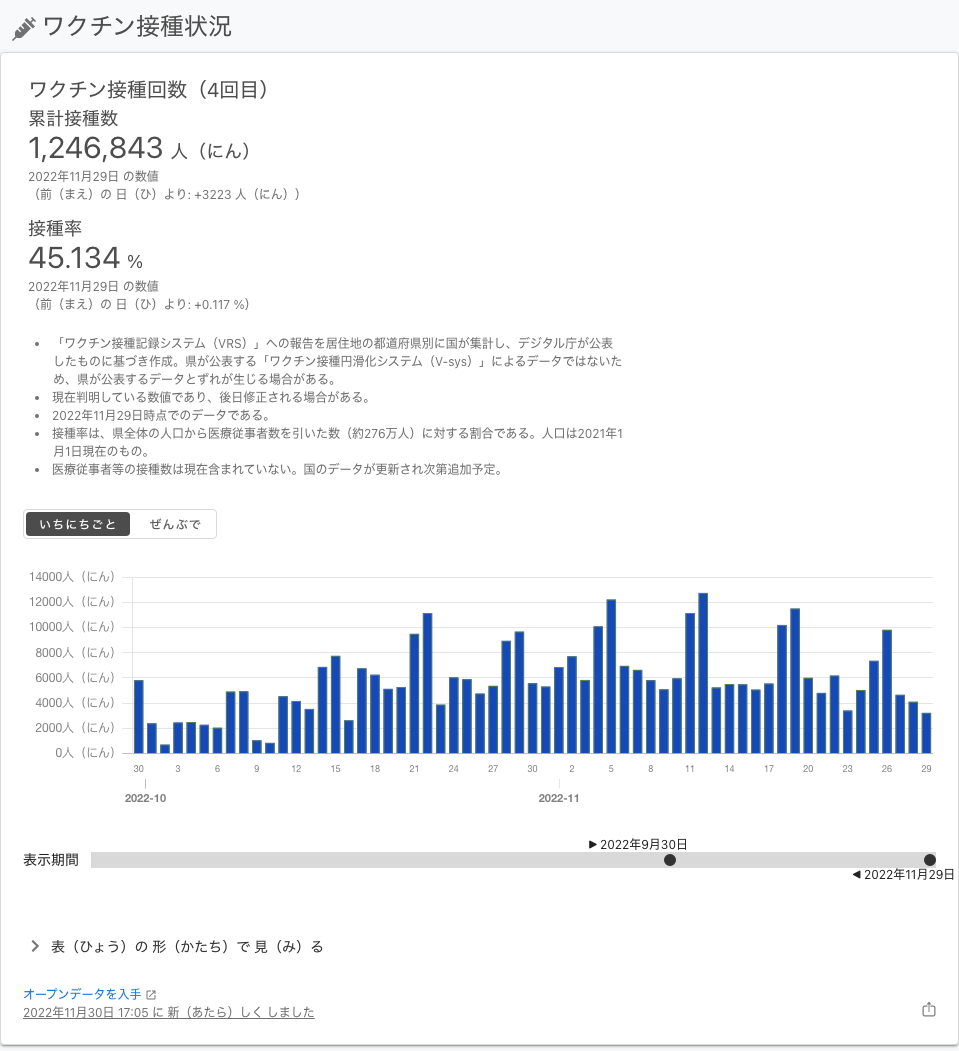 ワクチン接種状況
ワクチン接種回数（4回目）
累計接種数
1,246,843 人（にん）
2022年11月29日 の数値
（前（まえ）の 日（ひ）より: +3223 人（にん））
接種率
45.134 %
2022年11月29日 の数値
（前（まえ）の 日（ひ）より: +0.117 %）
• 「ワクチン接種記録システム（VRS）」への報告を居住地の都道府県別に国が集計し、デジタル庁が公表
したものに基づき作成。県が公表する「ワクチン接種円滑化システム（V-sys）」によるデータではないた
め、県が公表するデータとずれが生じる場合がある。
• 現在判明している数値であり、後日修正される場合がある。
• 2022年11月29日時点でのデータである。
• 接種率は、県全体の人口から医療従事者数を引いた数（約276万人）に対する割合である。人口は2021年1
月1日現在のもの。
• 医療従事者等の接種数は現在含まれていない。国のデータが更新され次第追加予定。
いちにちごと ぜんぶで
14000人（にん）
12000人（にん）
10000人（にん）
8000人（にん）
6000人（にん）
4000人（にん）
2000人（にん）
0人（にん）
30 3 6 9 12 15 18 21 24 27 30 2 5 8 11 14 17 20 23 26 29
2022-10 2022-11
▶ 2022年9月30日
表示期間
◀ 2022年11月29日
表（ひょう）の 形（かたち）で 見（み）る
オープンデータを入手
2022年11月30日 17:05 に 新（あたら）しく しました